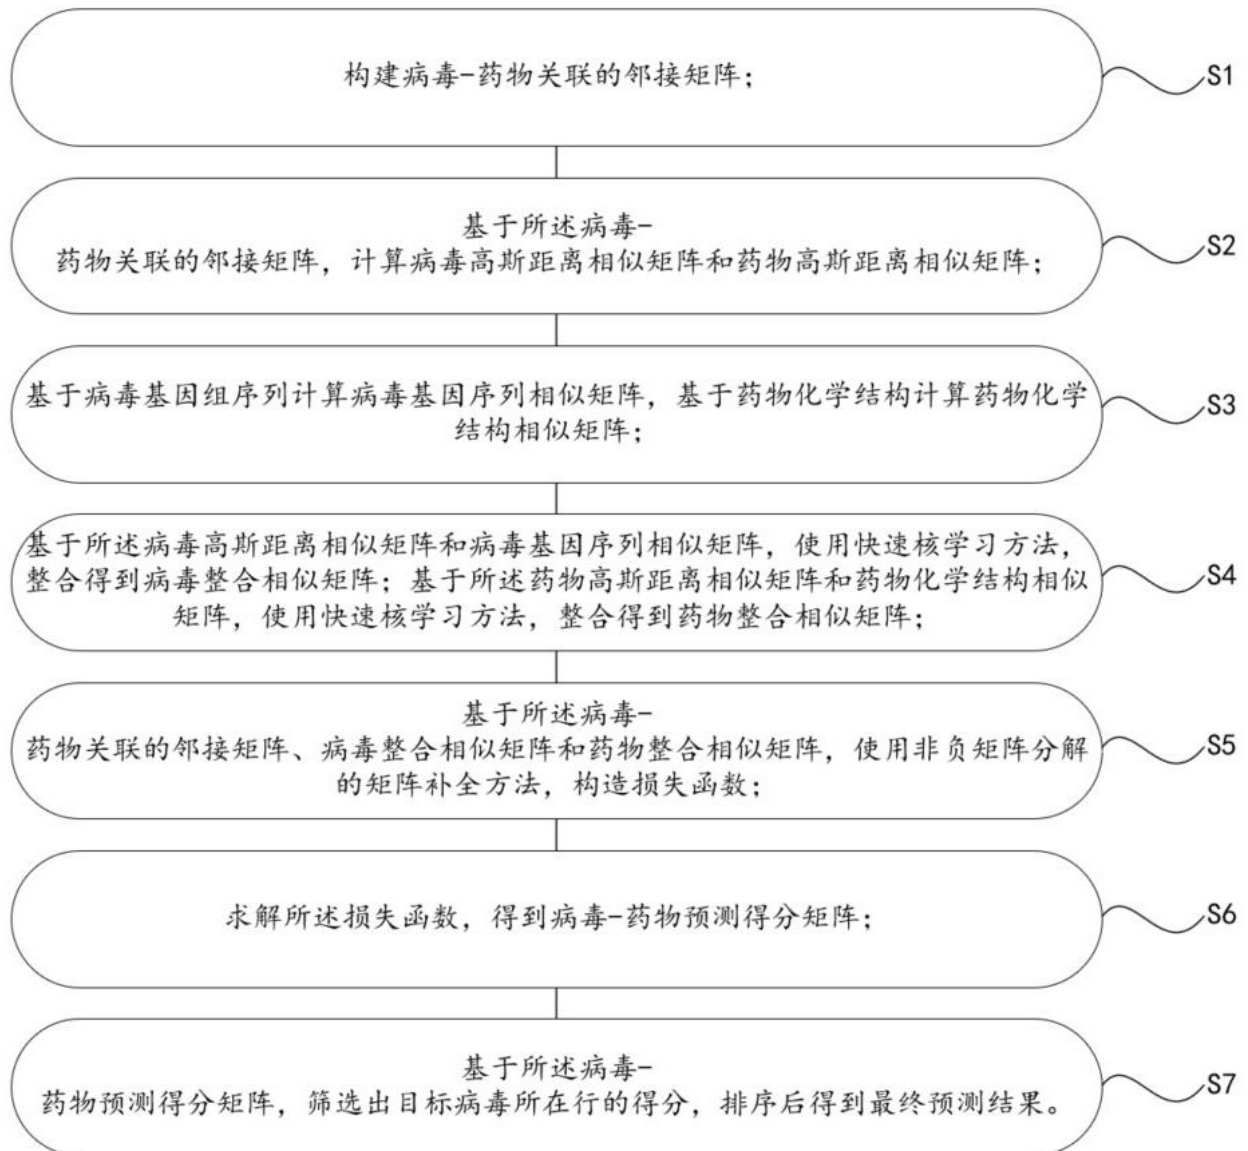 构建病毒-药物关联的邻接矩阵；
S1
基于所述病毒-
药物关联的邻接矩阵，计算病毒高斯距离相似矩阵和药物高斯距离相似矩阵；
S2
基于病毒基因组序列计算病毒基因序列相似矩阵，基于药物化学结构计算药物化学
结构相似矩阵；
S3
基于所述病毒高斯距离相似矩阵和病毒基因序列相似矩阵，使用快速核学习方法，
整合得到病毒整合相似矩阵；基于所述药物高斯距离相似矩阵和药物化学结构相似
矩阵，使用快速核学习方法，整合得到药物整合相似矩阵；
S4
基于所述病毒-
药物关联的邻接矩阵、病毒整合相似矩阵和药物整合相似矩阵，使用非负矩阵分解
的矩阵补全方法，构造损失函数；
S5
求解所述损失函数，得到病毒-药物预测得分矩阵；
S6
基于所述病毒-
药物预测得分矩阵，筛选出目标病毒所在行的得分，排序后得到最终预测结果。
S7